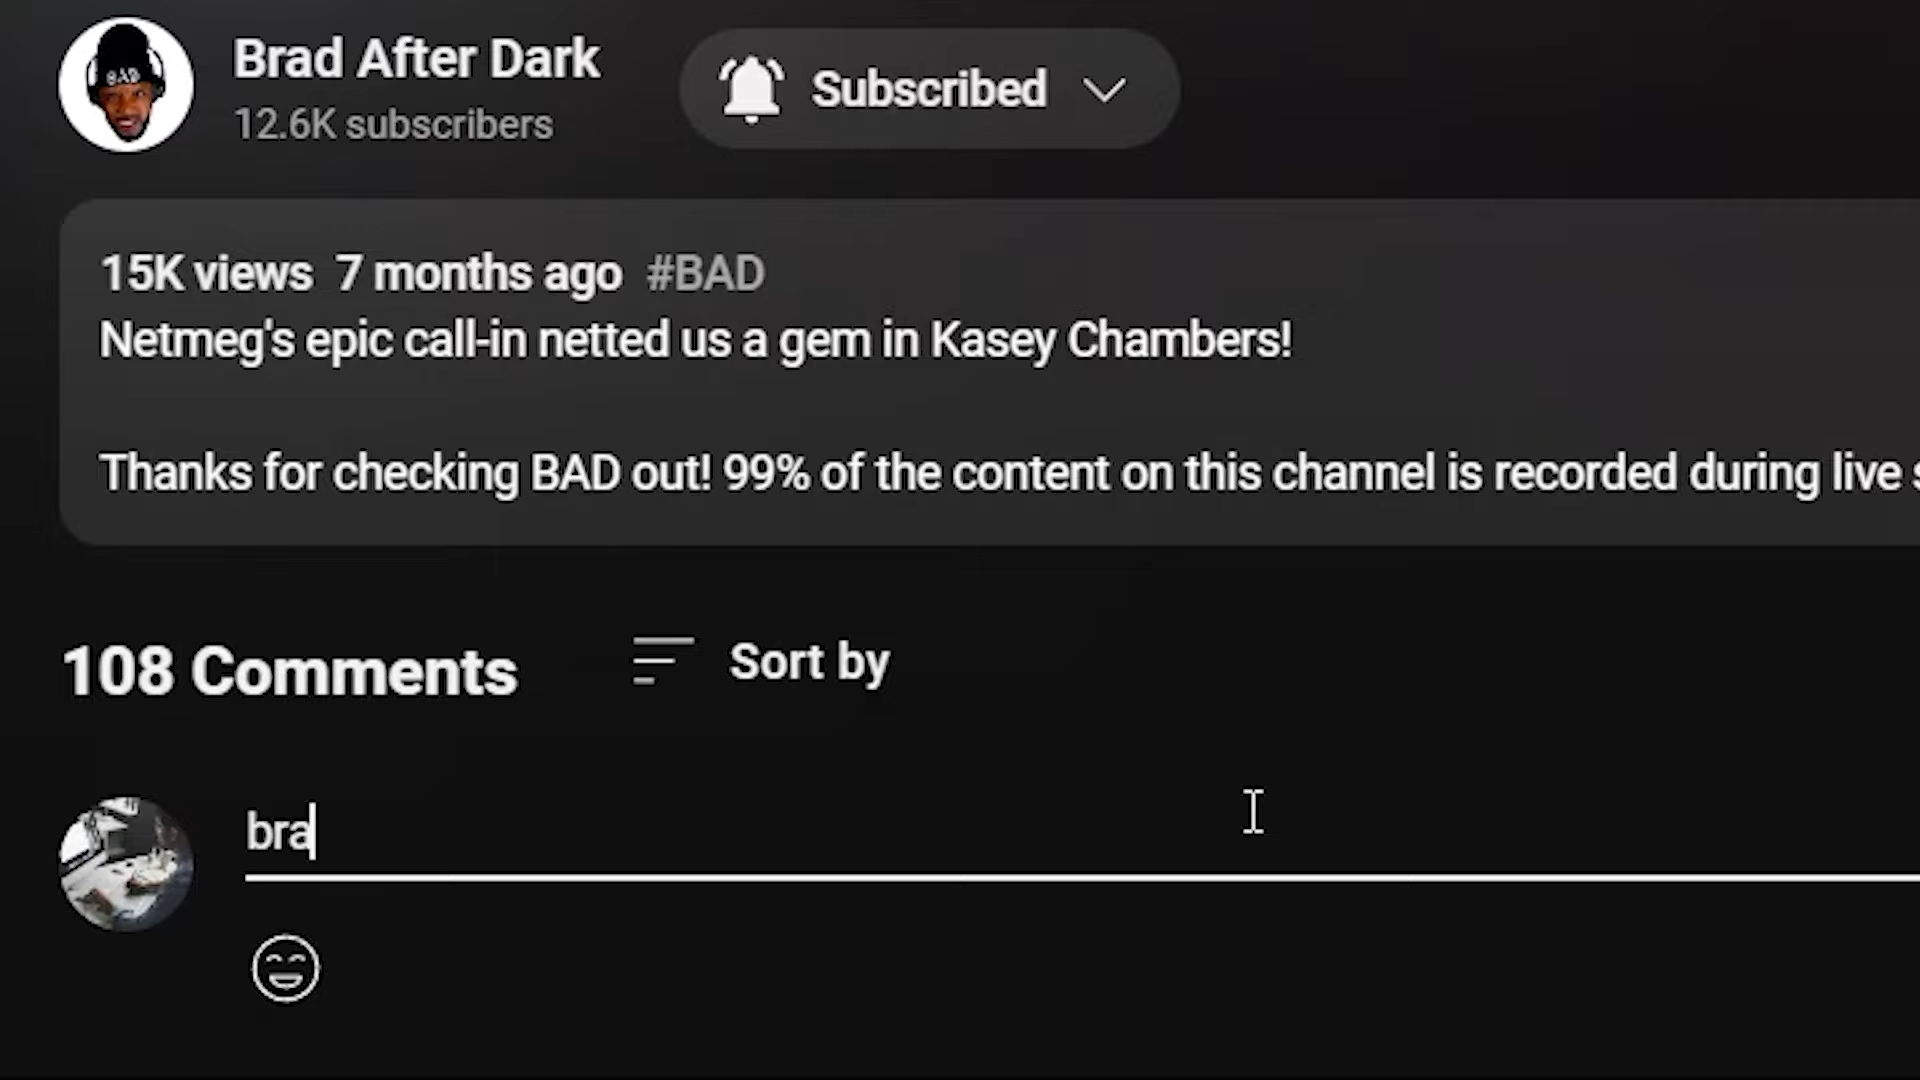 BAD
Brad After Dark
12.6K subscribers
Subscribed
15K views 7 months ago #BAD
Netmeg's epic call-in netted us a gem in Kasey Chambers!
Thanks for checking BAD out! 99% of the content on this channel is recorded during live
108 Comments
Sort by
bra